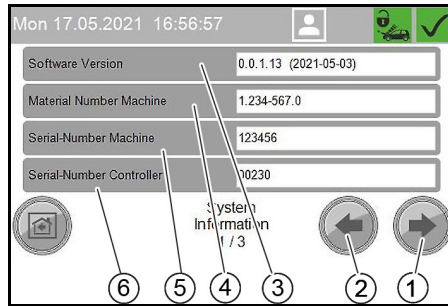 Mon 17.05.2021 16:56:57
Software Version 0.0.1.13 (2021-05-03)
Material Number Machine 1.234-567.0
Serial-Number Machine 123456
Serial-Number Controller 00230
System
Information
1 / 3
6 5 4 3 2 1